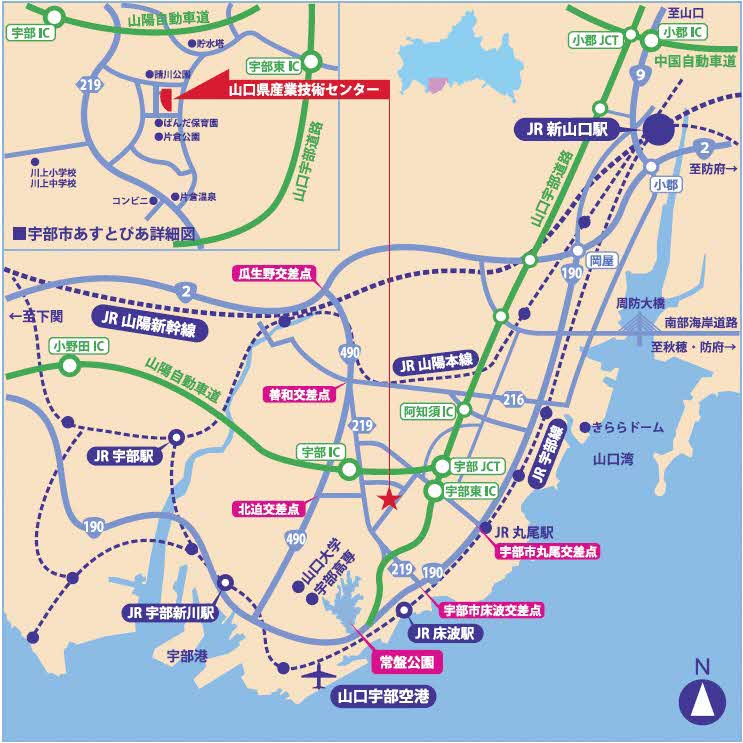 山陽自動車道
宇部IC
貯水塔
宇部東IC
請川公園
219
山口県産業技術センター
ぱんだ保育園
片倉公園
川上小学校
川上中学校
コンビニ
片倉温泉
山口宇部道路
■宇部市あすとぴあ詳細図
至山口
小郡JCT
小郡IC
中国自動車道
9
JR 新山口駅
2
至防府→
小郡
山口宇部道路
岡屋
190
周防大橋
南部海岸道路
至秋穂・防府→
瓜生野交差点
2
←至下関
JR 山陽新幹線
小野田IC
山陽自動車道
490
JR 山陽本線
善和交差点
216
阿知須IC
219
きららドーム
山口湾
JR 宇部線
JR 宇部駅
宇部IC
宇部JCT
宇部東IC
北迫交差点
190
490
JR 丸尾駅
宇部市丸尾交差点
山口大学
宇部高専
219
190
JR 宇部新川駅
宇部市床波交差点
JR 床波駅
宇部港
常盤公園
山口宇部空港
N